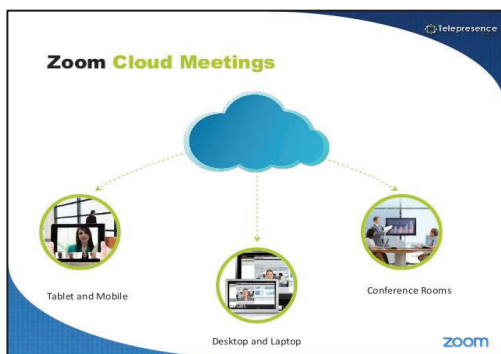 Telepresence
Zoom Cloud Meetings
Tablet and Mobile
Conference Rooms
Desktop and Laptop
zoom